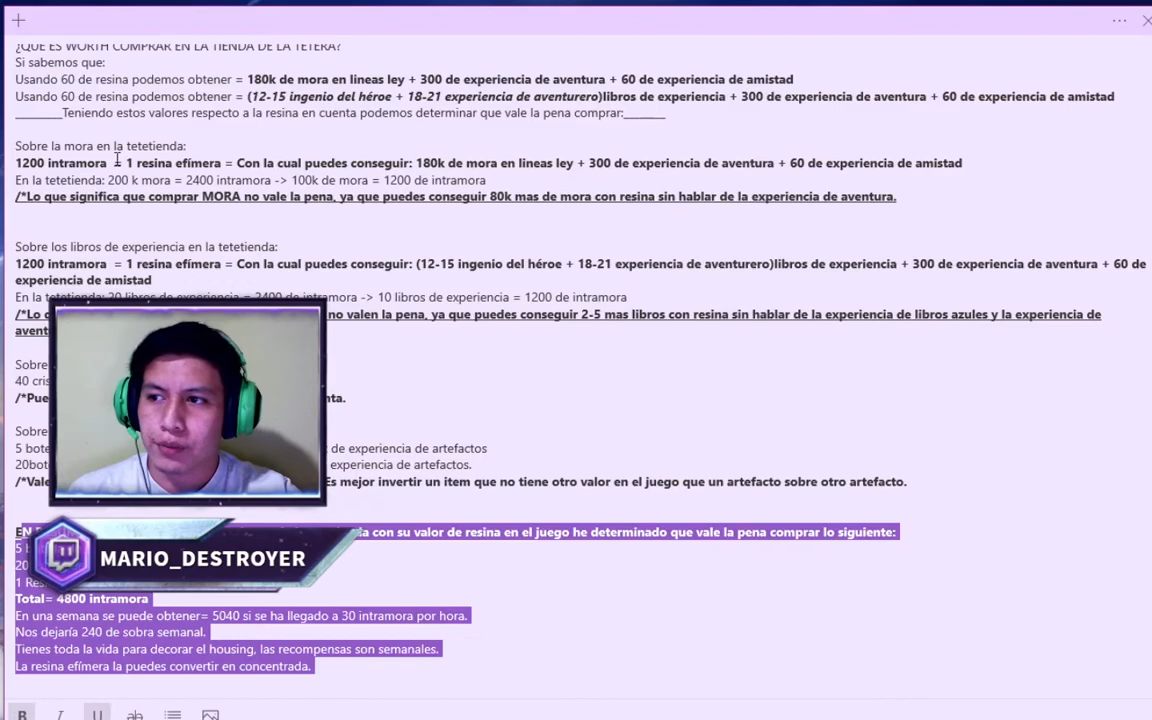 ¿QUE ES WORTH COMPRAR EN LA TIENDA DE LA TETERA?
Si sabemos que:
Usando 60 de resina podemos obtener = 180k de mora en lineas ley + 300 de experiencia de aventura + 60 de experiencia de amistad
Usando 60 de resina podemos obtener = (12-15 ingenio del héroe + 18-21 experiencia de aventurero)libros de experiencia + 300 de experiencia de aventura + 60 de experiencia de amistad
________Teniendo estos valores respecto a la resina en cuenta podemos determinar que vale la pena comprar:_______
Sobre la mora en la tetetienda:
1200 intramora = 1 resina efímera = Con la cual puedes conseguir: 180k de mora en lineas ley + 300 de experiencia de aventura + 60 de experiencia de amistad
En la tetetienda: 200 k mora = 2400 intramora -> 100k de mora = 1200 de intramora
/*Lo que significa que comprar MORA no vale la pena, ya que puedes conseguir 80k mas de mora con resina sin hablar de la experiencia de aventura.
Sobre los libros de experiencia en la tetetienda:
1200 intramora = 1 resina efímera = Con la cual puedes conseguir: (12-15 ingenio del héroe + 18-21 experiencia de aventurero)libros de experiencia + 300 de experiencia de aventura + 60 de
experiencia de amistad
En la tetetienda: 20 libros de experiencia = 2400 de intramora -> 10 libros de experiencia = 1200 de intramora
/*Lo no valen la pena, ya que puedes conseguir 2-5 mas libros con resina sin hablar de la experiencia de libros azules y la experiencia de
Sobre
40
nta.
Sobre
5 de experiencia de artefactos
experiencia de artefactos.
Es mejor invertir un item que no tiene otro valor en el juego que un artefacto sobre otro artefacto.
con su valor de resina en el juego he determinado que vale la pena comprar lo siguiente:
5
20
1
MARIO_DESTROYER
Total= 4800 intramora
En una semana se puede obtener= 5040 si se ha llegado a 30 intramora por hora.
Nos dejaría 240 de sobra semanal.
Tienes toda la vida para decorar el housing, las recompensas son semanales.
La resina efímera la puedes convertir en concentrada.
B I U ab